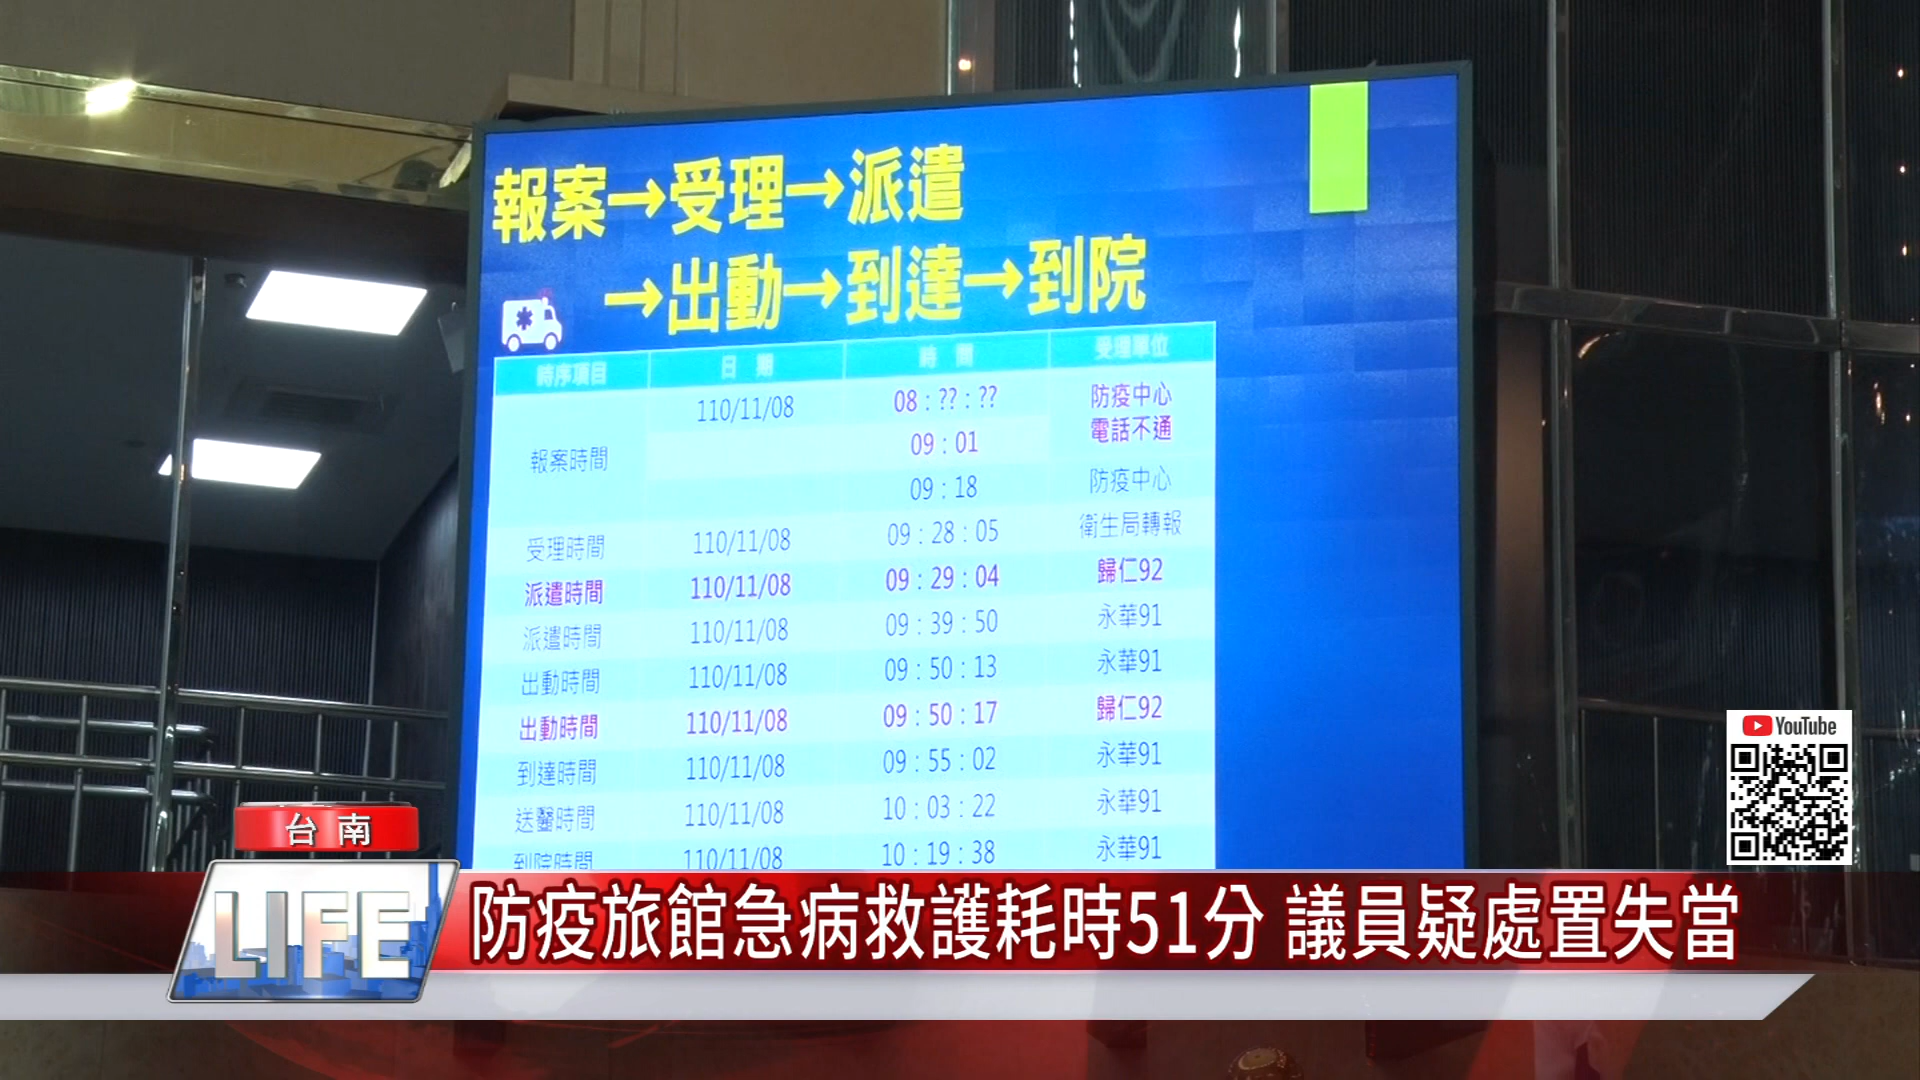 報案→受理→派遣
→出動→到達→到院
時序項目 日期 時間 受理單位
110/11/08 08：??：?? 防疫中心
電話不通
報案時間 09：01
09：18 防疫中心
受理時間 110/11/08 09：28：05 衛生局轉報
派遣時間 110/11/08 09：29：04 歸仁92
派遣時間 110/11/08 09：39：50 永華91
出動時間 110/11/08 09：50：13 永華91
出動時間 110/11/08 09：50：17 歸仁92
到達時間 110/11/08 09：55：02 永華91
送醫時間 110/11/08 10：03：22 永華91
到院時間 110/11/08 10：19：38 永華91
YouTube
台南
LIFE
防疫旅館急病救護耗時51分 議員疑處置失當